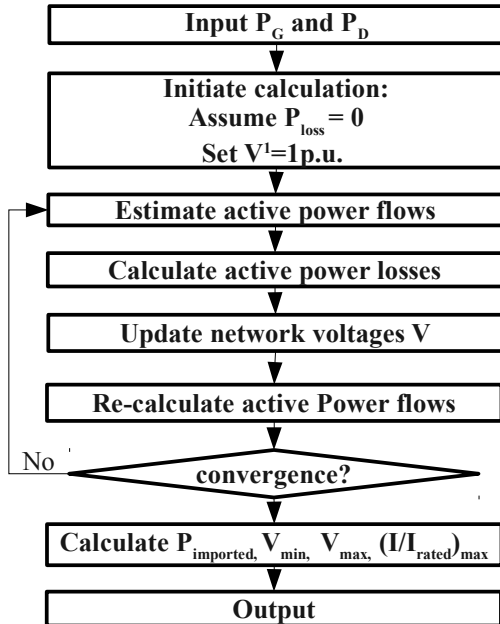 Input P_G and P_D
Initiate calculation:
Assume P_loss = 0
Set V¹=1p.u.
Estimate active power flows
Calculate active power losses
Update network voltages V
Re-calculate active Power flows
No
convergence?
Calculate P_imported, V_min, V_max, (I/I_rated)_max
Output